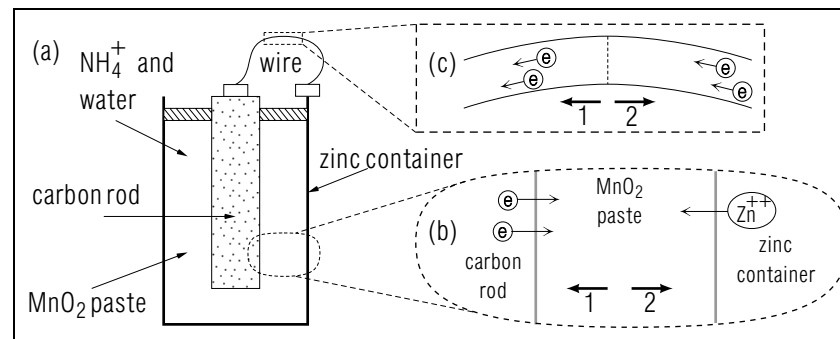 (a)
NH₄⁺ and
water
wire
carbon rod
MnO₂ paste
zinc container
(c)
e
e
e
e
1 2
(b)
e
e
carbon
rod
MnO₂
paste
Zn⁺⁺
zinc
container
1 2